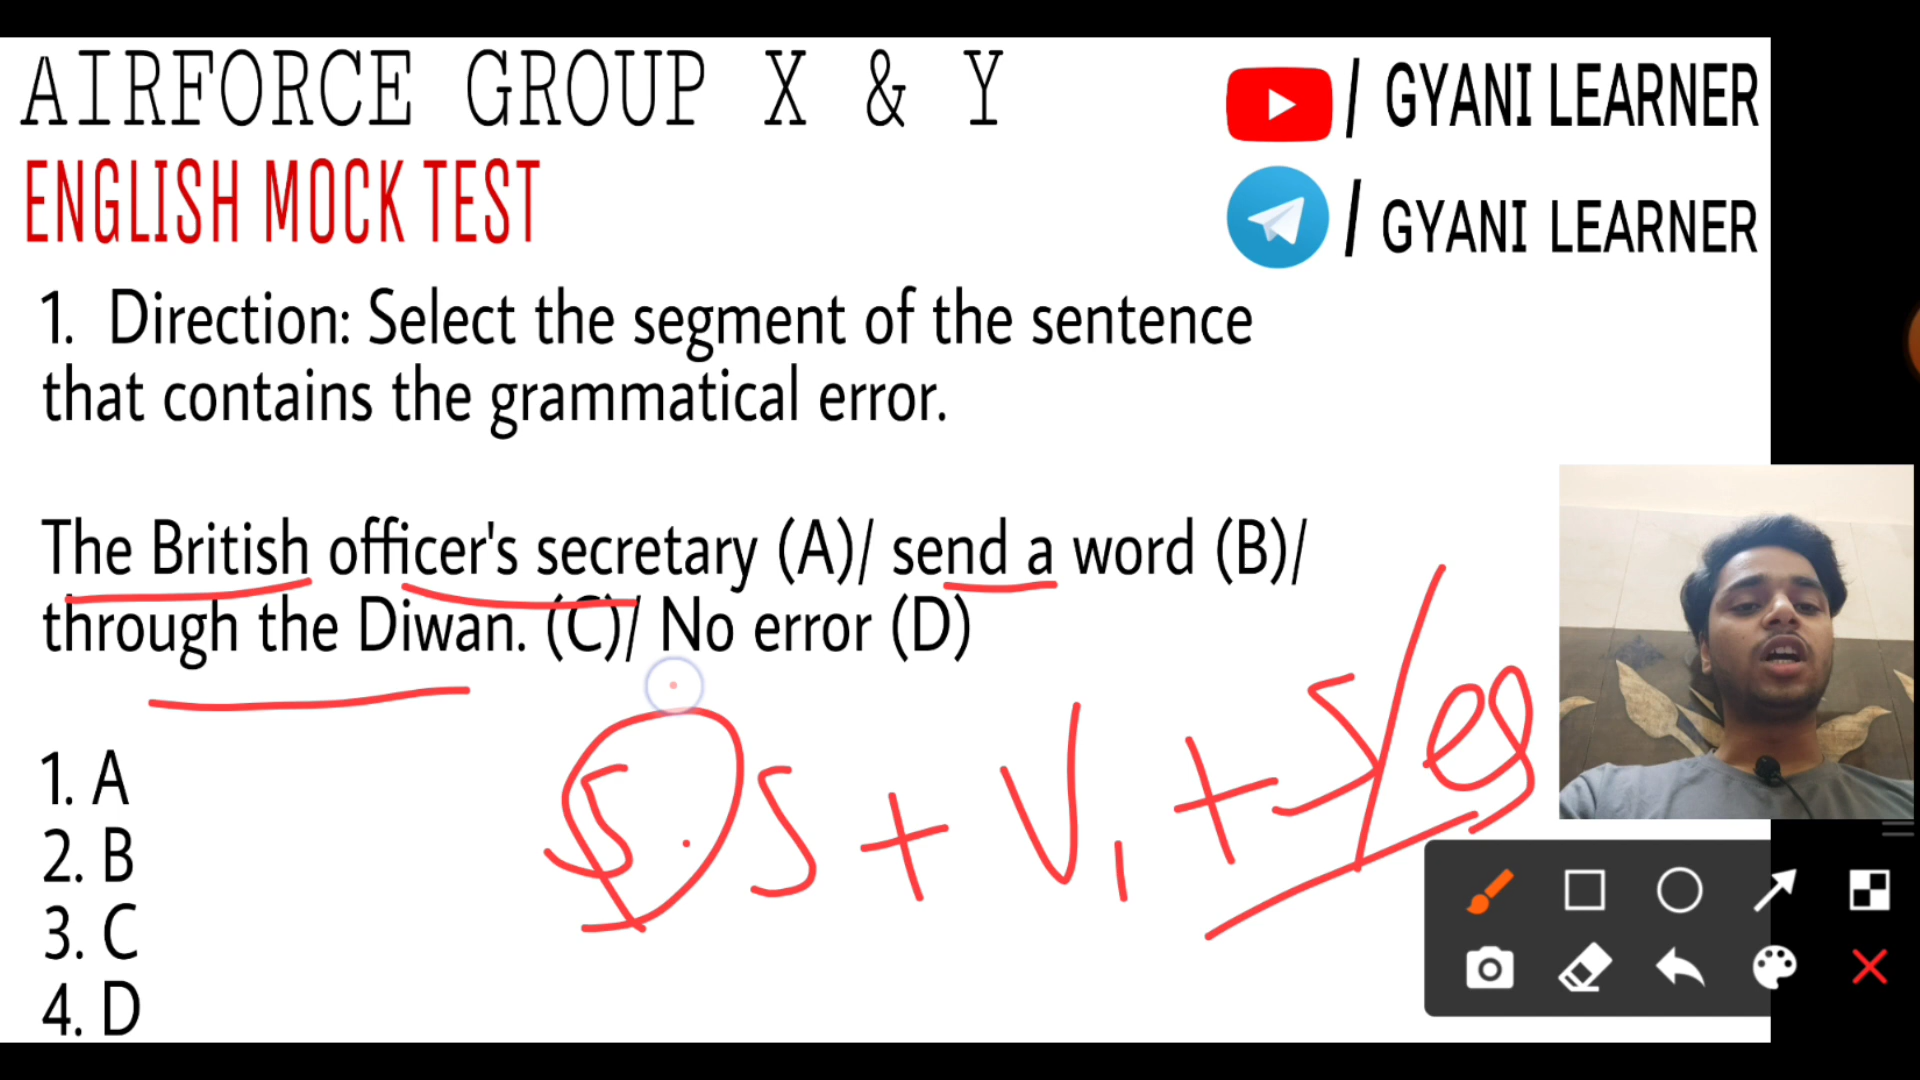 AIRFORCE GROUP X & Y
/ GYANI LEARNER
ENGLISH MOCK TEST
/ GYANI LEARNER
1. Direction: Select the segment of the sentence
that contains the grammatical error.
The British officer's secretary (A)/ send a word (B)/
through the Diwan. (C)/ No error (D)
S. S + V1 + s/es
1. A
2. B
3. C
4. D